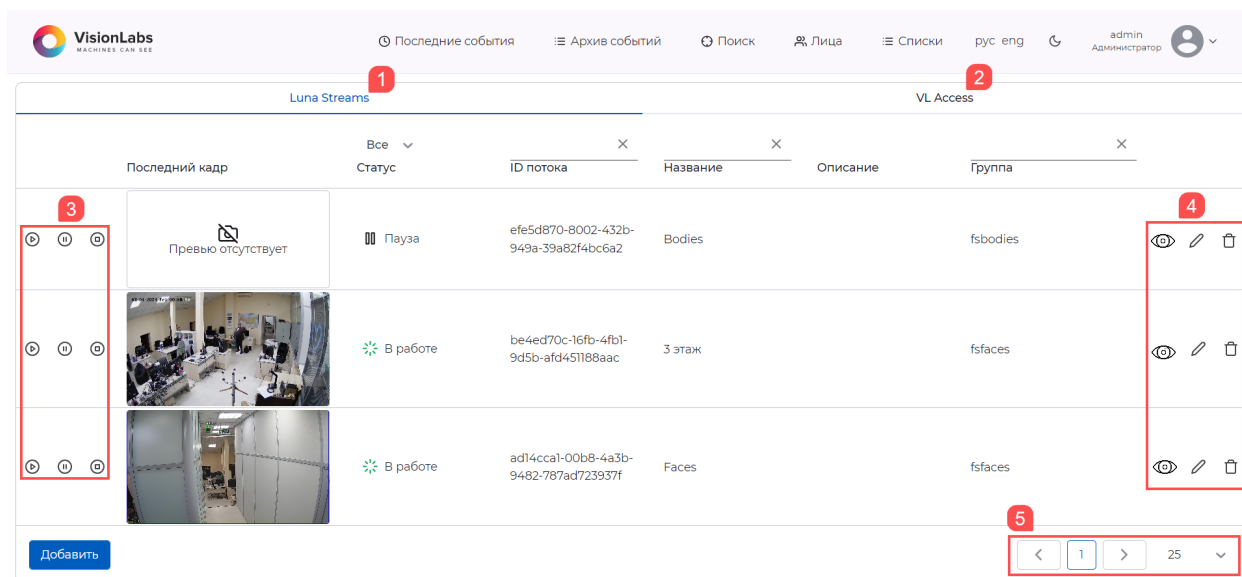 VisionLabs
MACHINES CAN SEE
Последние события
Архив событий
Поиск
Лица
Списки
рус eng
admin
Администратор
1
2
Luna Streams
VL Access
Все
Последний кадр
Статус
ID потока
Название
Описание
Группа
3
4
Превью отсутствует
Пауза
efe5d870-8002-432b-
949a-39a82f4bc6a2
Bodies
fsbodies
В работе
be4ed70c-16fb-4fb1-
9d5b-afd451188aac
3 этаж
fsfaces
В работе
ad14cca1-00b8-4a3b-
9482-787ad723937f
Faces
fsfaces
5
Добавить
1
25